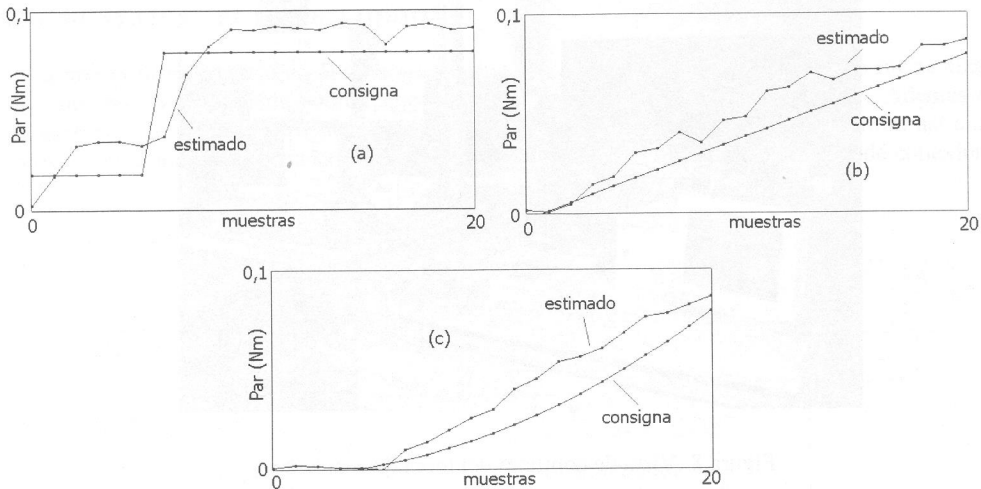 0,1
Par (Nm)
estimado
consigna
(a)
0
0
muestras
20
0,1
Par (Nm)
estimado
consigna
(b)
0
0
muestras
20
0,1
Par (Nm)
estimado
(c)
consigna
0
0
muestras
20